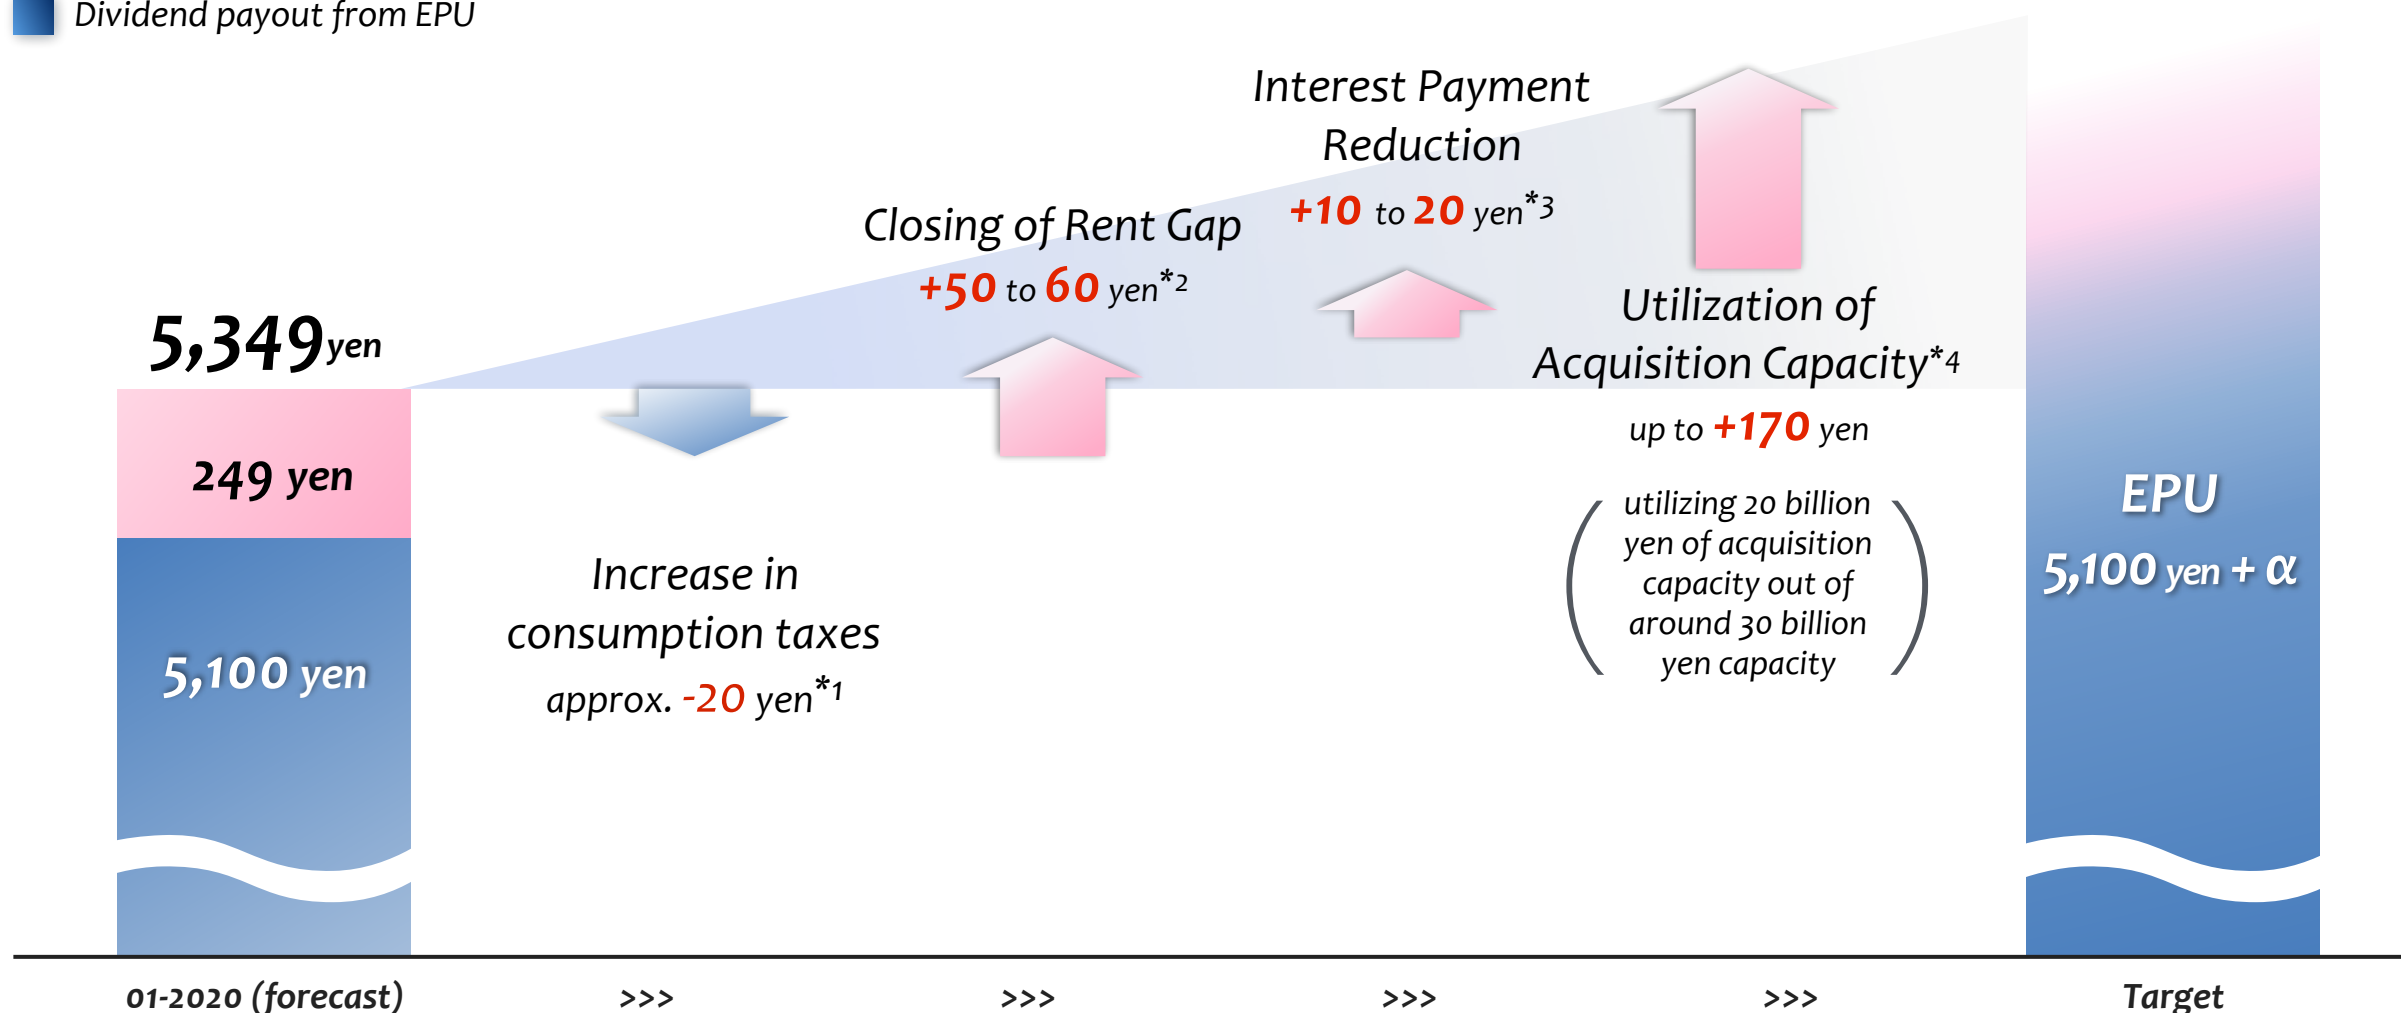 Dividend payout from EPU
5,349 yen
249 yen
5,100 yen
Increase in
consumption taxes
approx. -20 yen*1
Closing of Rent Gap
+50 to 60 yen*2
Interest Payment
Reduction
+10 to 20 yen*3
Utilization of
Acquisition Capacity*4
up to +170 yen
utilizing 20 billion
yen of acquisition
capacity out of
around 30 billion
yen capacity
EPU
5,100 yen + α
01-2020 (forecast)
>>>
>>>
>>>
>>>
Target